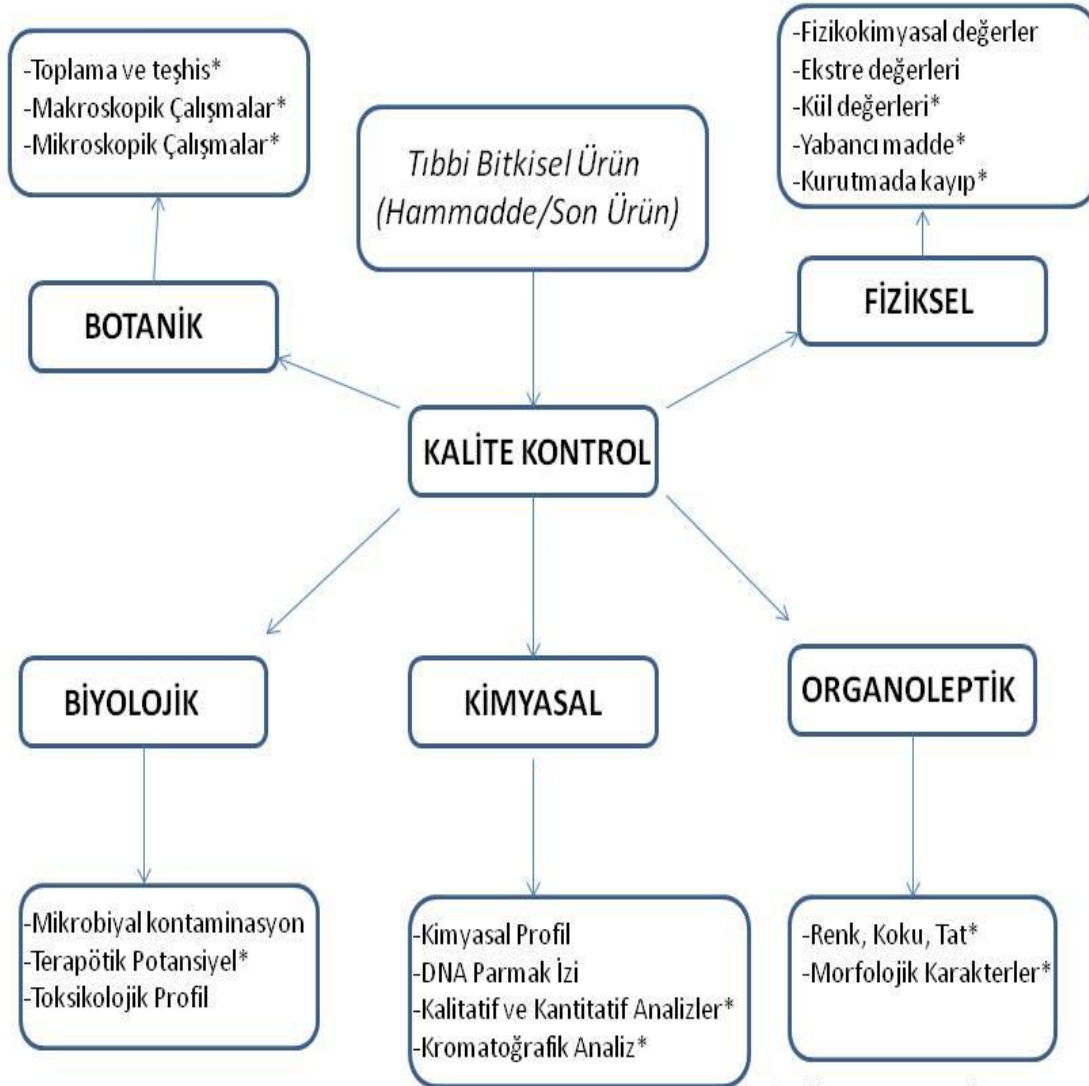 -Toplama ve teşhis*
-Makroskopik Çalışmalar*
-Mikroskopik Çalışmalar*
Tıbbi Bitkisel Ürün
(Hammadde/Son Ürün)
-Fizikokimyasal değerler
-Ekstre değerleri
-Kül değerleri*
-Yabancı madde*
-Kurutmada kayıp*
BOTANİK
FİZİKSEL
KALİTE KONTROL
BİYOLOJİK
KİMYASAL
ORGANOLEPTİK
-Mikrobiyal kontaminasyon
-Terapötik Potansiyel*
-Toksikolojik Profil
-Kimyasal Profil
-DNA Parmak İzi
-Kalitatif ve Kantitatif Analizler*
-Kromatoğrafik Analiz*
-Renk, Koku, Tat*
-Morfolojik Karakterler*